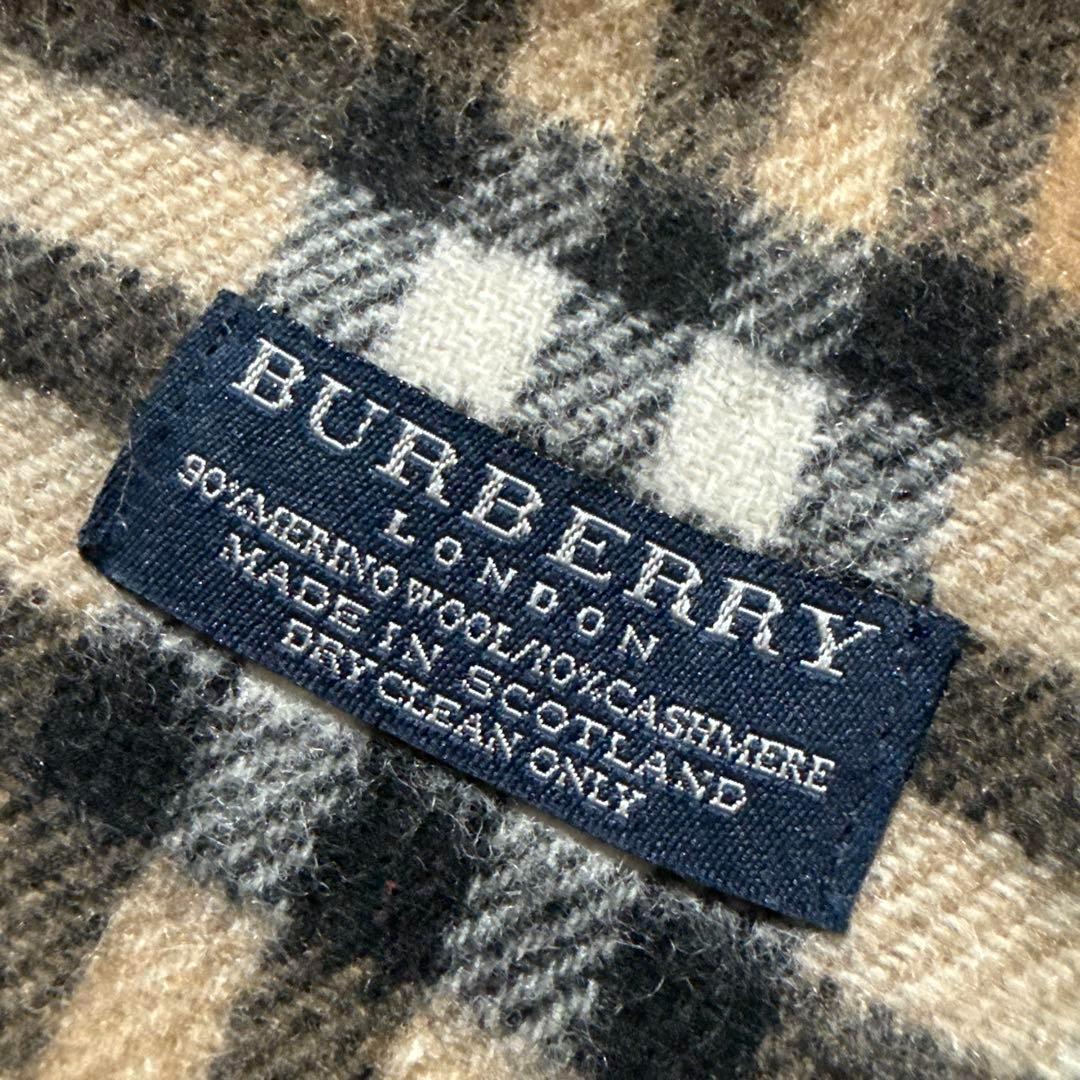 BURBERRY
LONDON
90%MERINO WOOL/10%CASHMERE
MADE IN SCOTLAND
DRY CLEAN ONLY